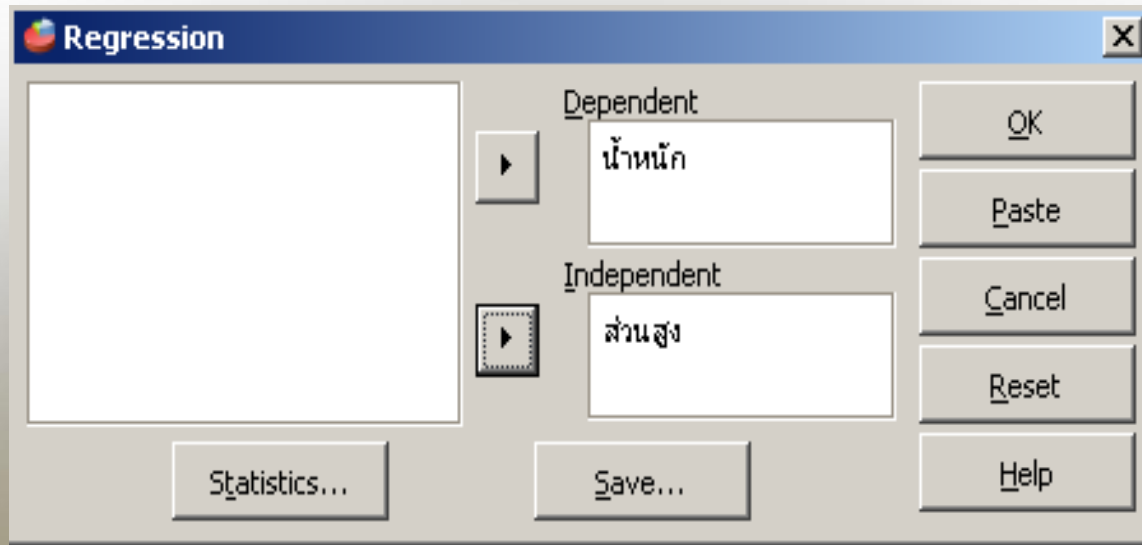 Regression
Dependent
น้ำหนัก
Independent
ส่วนสูง
OK
Paste
Cancel
Reset
Help
Statistics...
Save...